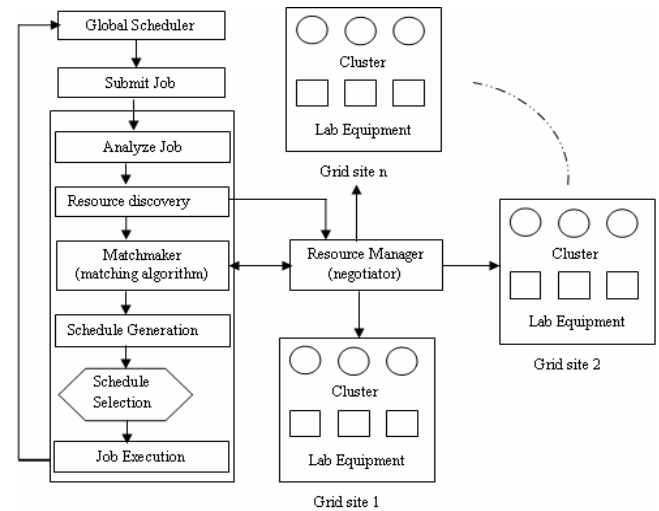 Global Scheduler
Submit Job
Analyze Job
Resource discovery
Matchmaker
(matching algorithm)
Schedule Generation
Schedule
Selection
Job Execution
Resource Manager
(negotiator)
Cluster
Lab Equipment
Grid site n
Cluster
Lab Equipment
Grid site 2
Cluster
Lab Equipment
Grid site 1